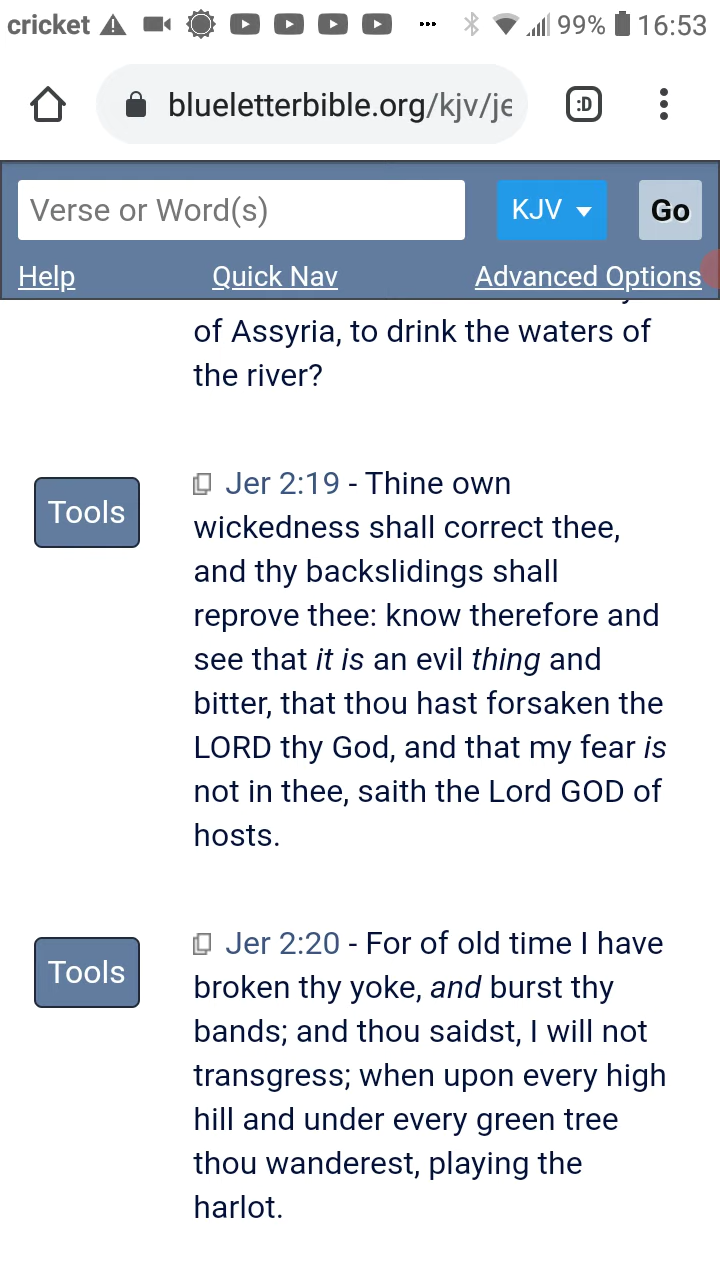 cricket 99% 16:53
blueletterbible.org/kjv/je :D
Verse or Word(s) KJV Go
Help Quick Nav Advanced Options
of Assyria, to drink the waters of
the river?
Tools
Jer 2:19 - Thine own
wickedness shall correct thee,
and thy backslidings shall
reprove thee: know therefore and
see that it is an evil thing and
bitter, that thou hast forsaken the
LORD thy God, and that my fear is
not in thee, saith the Lord GOD of
hosts.
Tools
Jer 2:20 - For of old time I have
broken thy yoke, and burst thy
bands; and thou saidst, I will not
transgress; when upon every high
hill and under every green tree
thou wanderest, playing the
harlot.